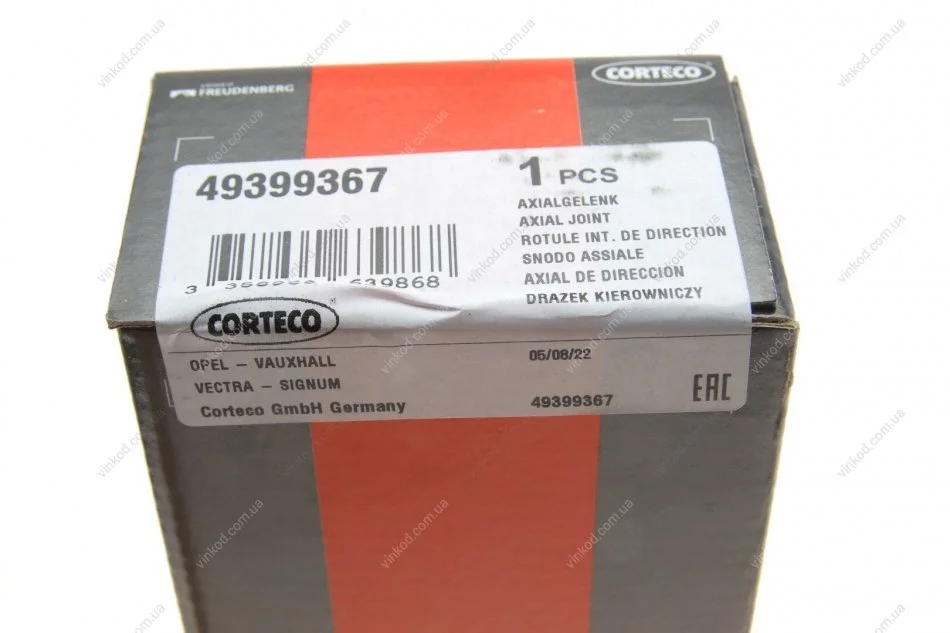 FREUDENBERG
CORTECO
49399367
1 PCS
AXIALGELENK
AXIAL JOINT
ROTULE INT. DE DIRECTION
SNODO ASSIALE
AXIAL DE DIRECCION
DRAZEK KIEROWNICZY
3 639868
CORTECO
OPEL - VAUXHALL
05/08/22
VECTRA - SIGNUM
Corteco GmbH Germany
49399367
EAC
vinkod.com.ua